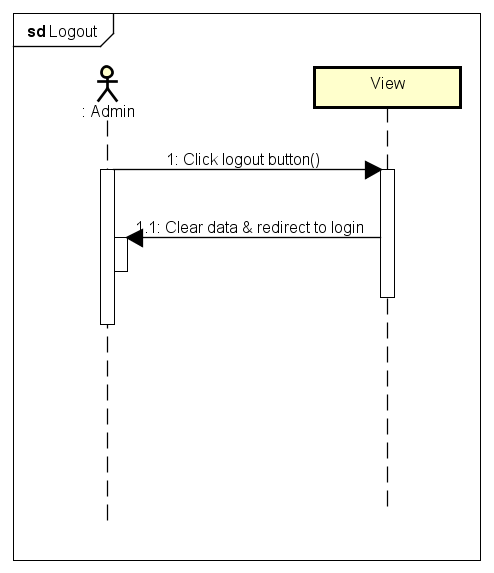 sd Logout
: Admin
View
1: Click logout button()
1.1: Clear data & redirect to login